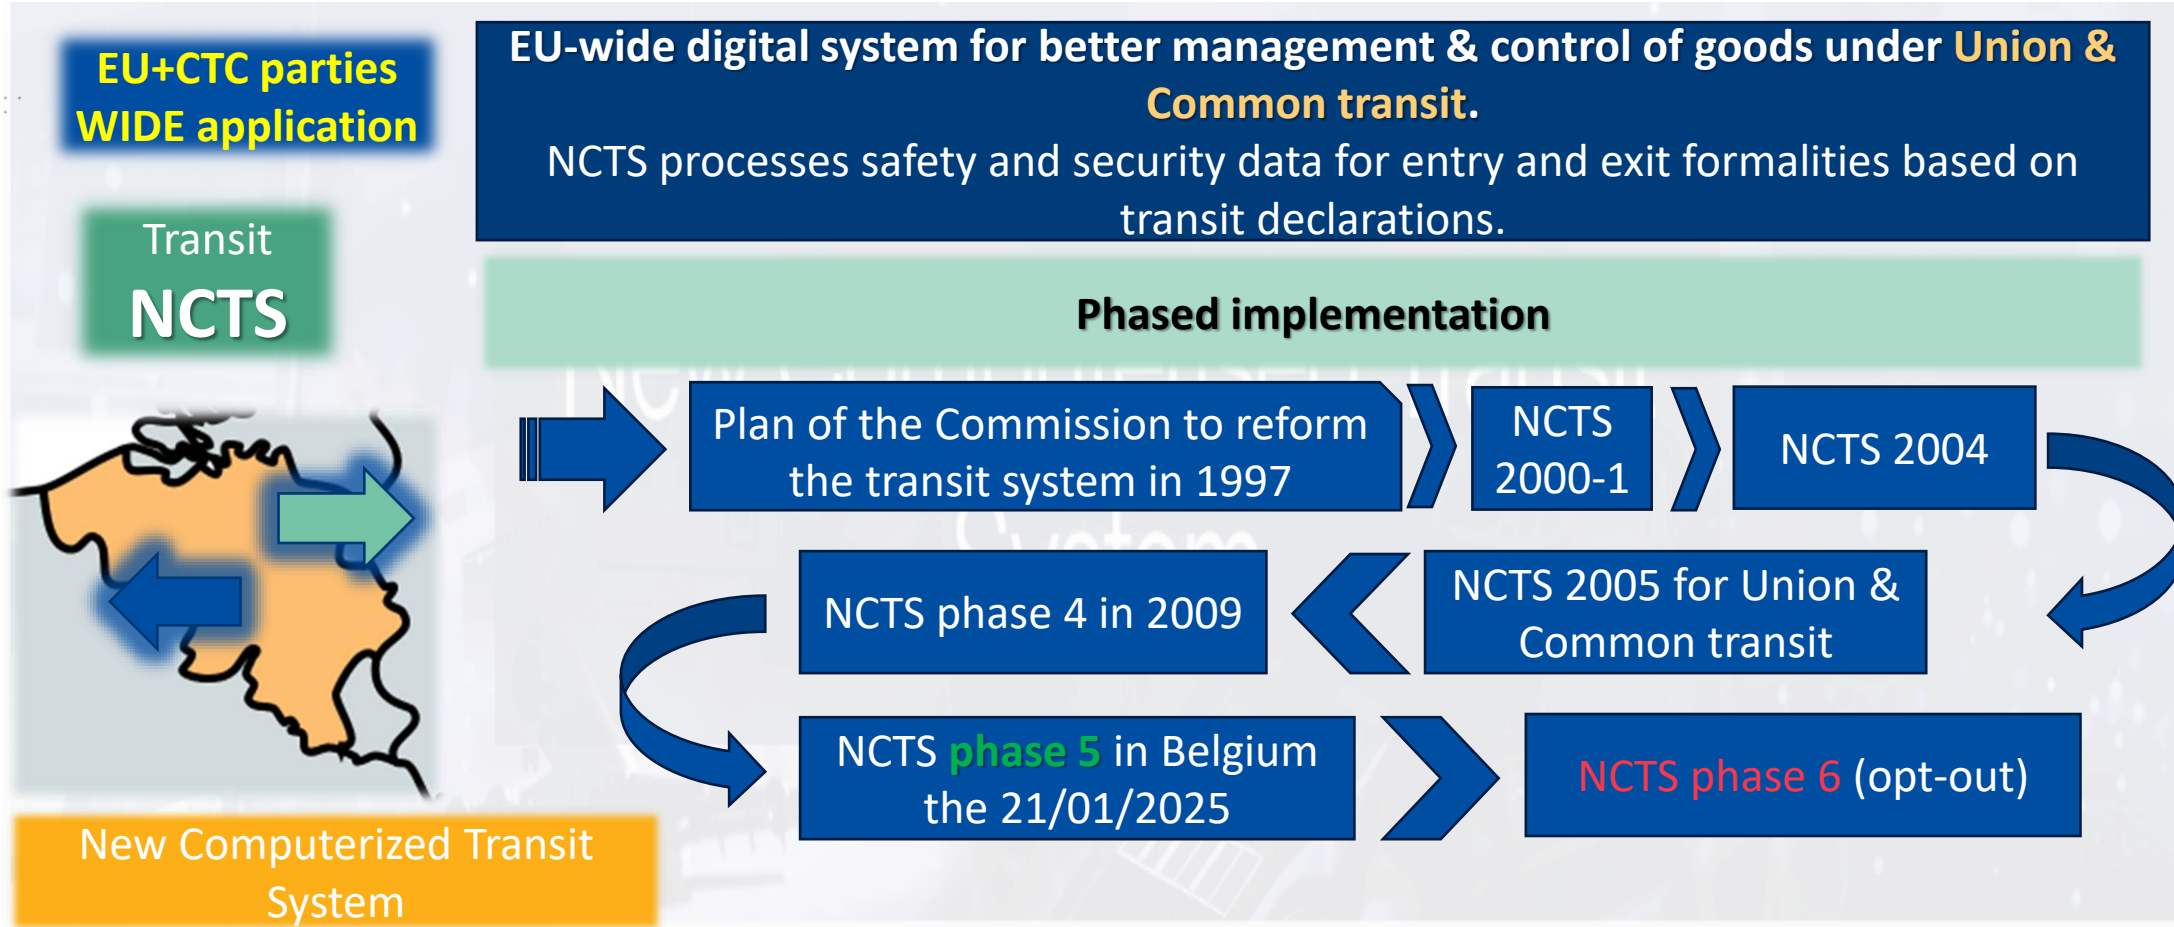 EU+CTC parties
WIDE application
EU-wide digital system for better management & control of goods under Union &
Common transit.
NCTS processes safety and security data for entry and exit formalities based on
transit declarations.
Transit
NCTS
Phased implementation
Plan of the Commission to reform
the transit system in 1997
NCTS
2000-1
NCTS 2004
NCTS 2005 for Union &
Common transit
NCTS phase 4 in 2009
NCTS phase 5 in Belgium
the 21/01/2025
NCTS phase 6 (opt-out)
New Computerized Transit
System